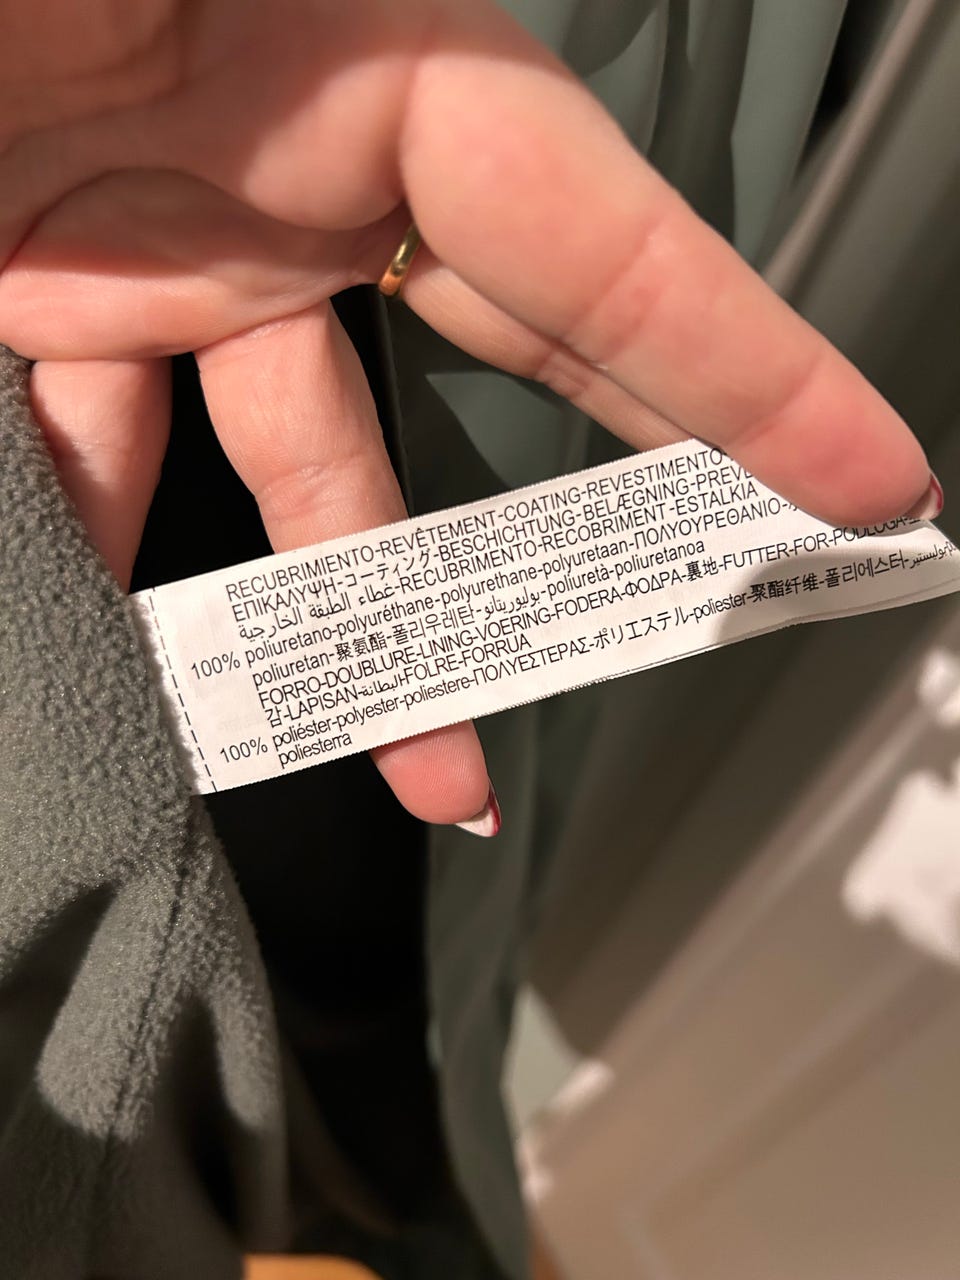 RECUBRIMIENTO-REVÊTEMENT-COATING-REVESTIMENTO
ΕΠΙΚΑΛΥΨΗ-コーティング-BESCHICHTUNG-BELÆGNING-PREVL
غطاء الطبقة الخارجية-RECUBRIMENTO-RECOBRIMENT-ESTALKIA
100% poliuretano-polyuréthane-polyurethane-polyuretaan-ΠΟΛΥΟΥΡΕΘΑΝΙΟ-
poliuretan-聚氨酯-폴리우레탄-بوليوريثانو-poliuretà-poliuretanoa
FORRO-DOUBLURE-LINING-VOERING-FODERA-ΦΟΔΡΑ-裏地-FUTTER-FOR-PODLOGA-
감-LAPISAN-البطانة-FOLRE-FORRUA
100% poliéster-polyester-poliestere-ΠΟΛΥΕΣΤΕΡΑΣ-ポリエステル-poliester-聚酯纤维-폴리에스터-بوليستير
poliesterra